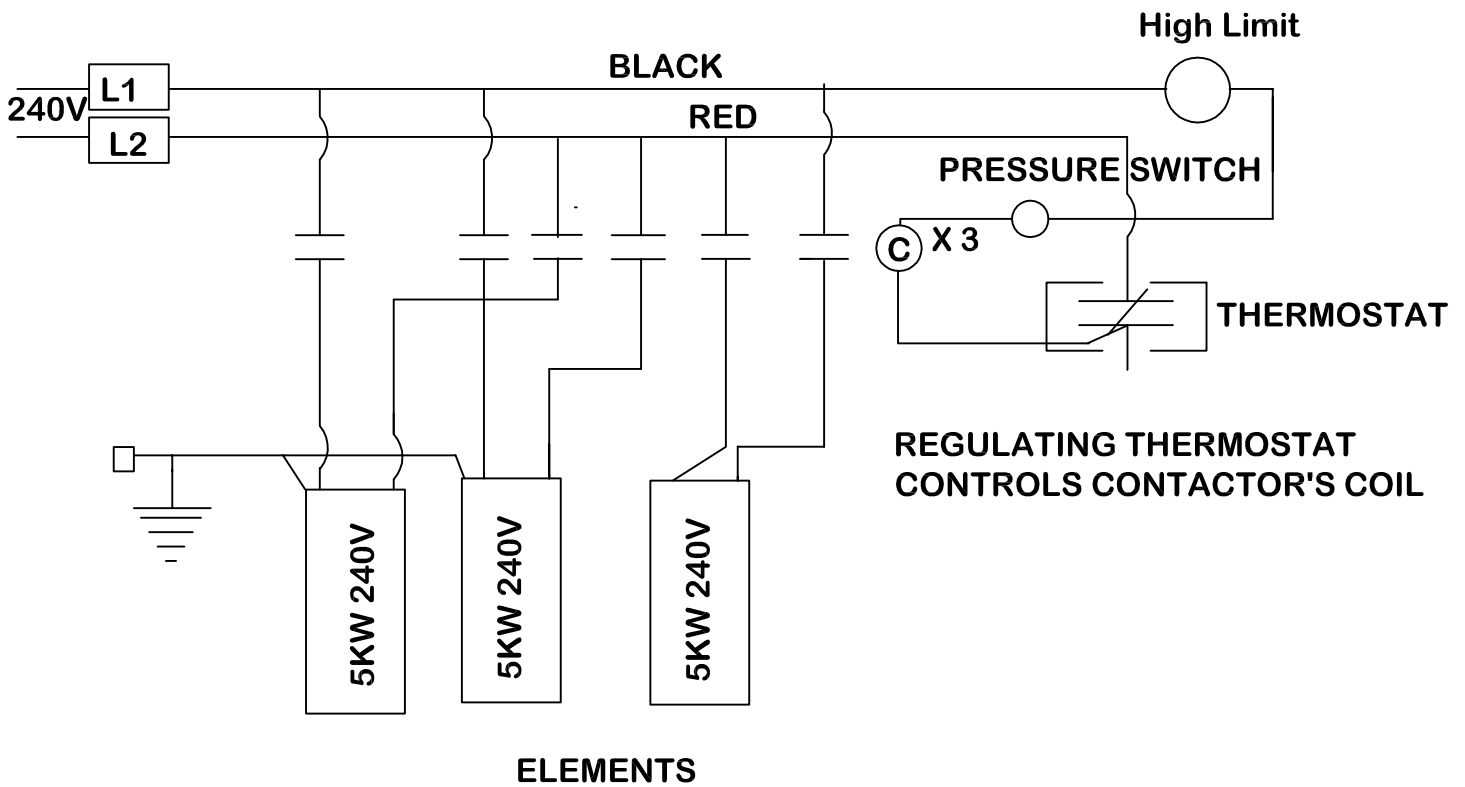 High Limit
BLACK
L1
240V
RED
L2
PRESSURE SWITCH
C
X 3
THERMOSTAT
REGULATING THERMOSTAT
CONTROLS CONTACTOR'S COIL
5KW 240V
5KW 240V
5KW 240V
ELEMENTS